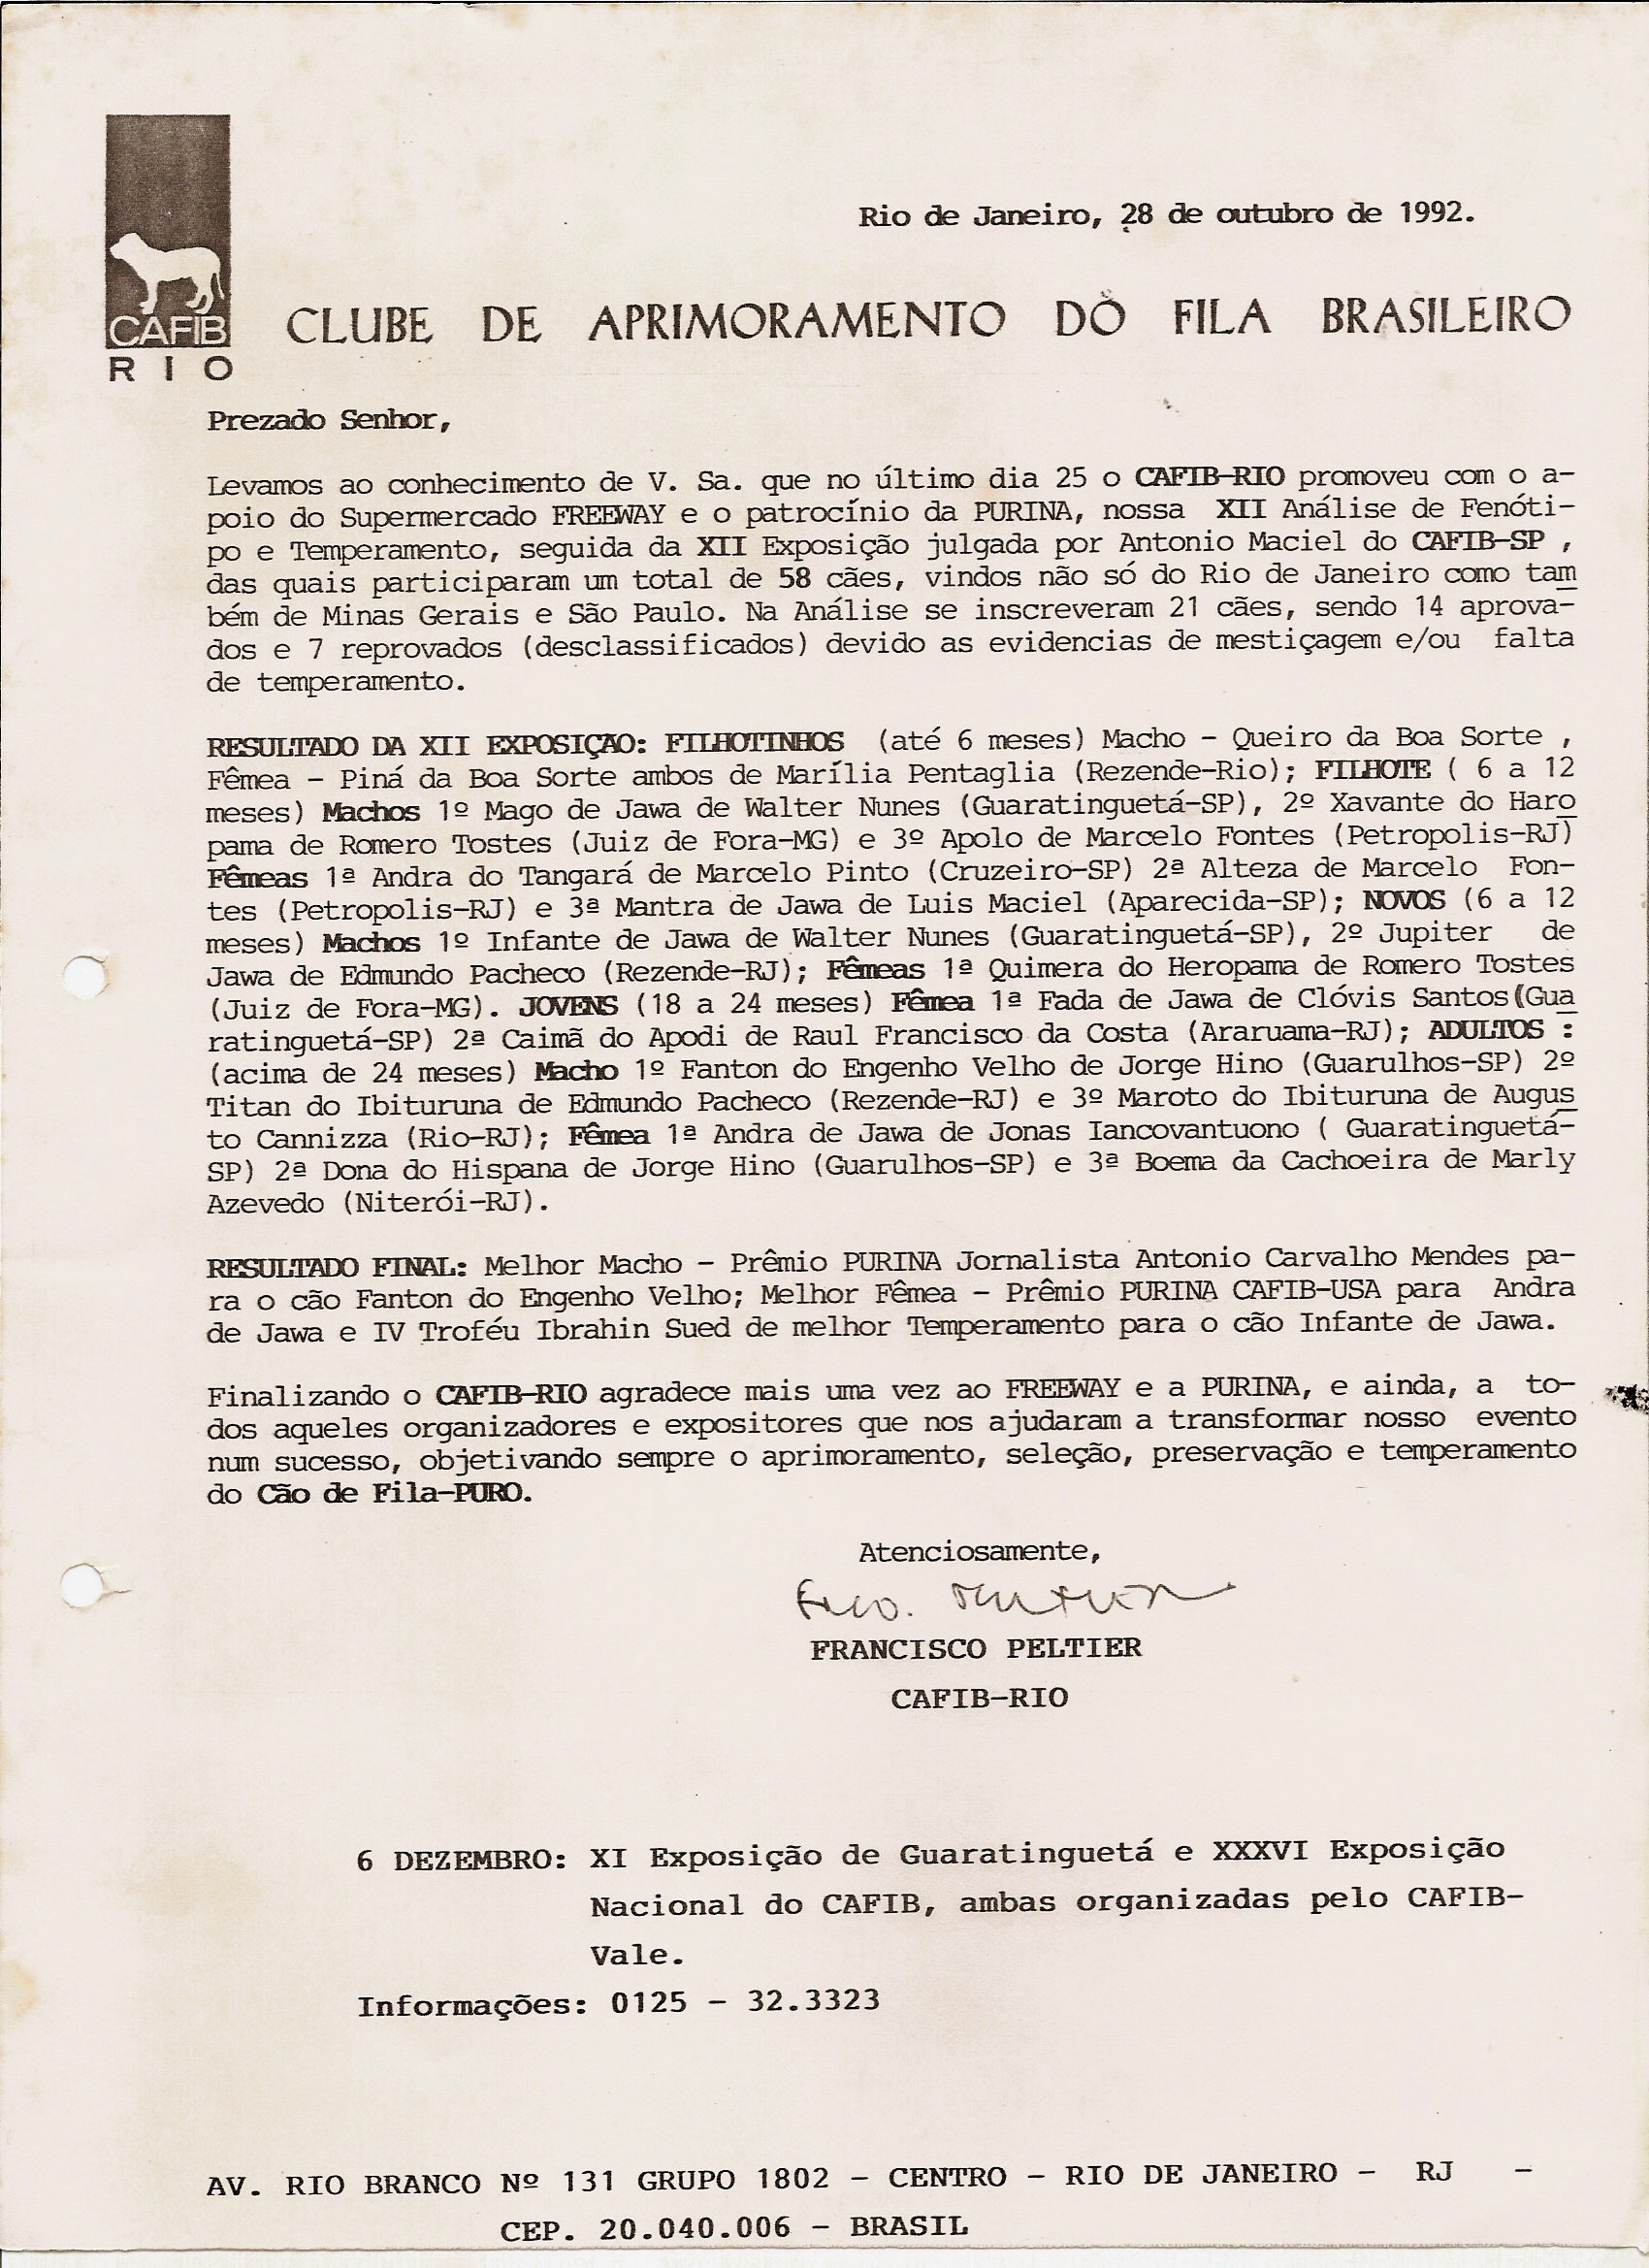 Rio de Janeiro, 28 de outubro de 1992.
CAFIB
RIO
CLUBE DE APRIMORAMENTO DO FILA BRASILEIRO
Prezado Senhor,
Levamos ao conhecimento de V. Sa. que no último dia 25 o CAFIB-RIO promoveu com o a-
poio do Supermercado FREEWAY e o patrocínio da PURINA, nossa XII Análise de Fenóti-
po e Temperamento, seguida da XII Exposição julgada por Antonio Maciel do CAFIB-SP ,
das quais participaram um total de 58 cães, vindos não só do Rio de Janeiro como tam
bém de Minas Gerais e São Paulo. Na Análise se inscreveram 21 cães, sendo 14 aprova-
dos e 7 reprovados (desclassificados) devido as evidencias de mestiçagem e/ou falta
de temperamento.
RESULTADO DA XII EXPOSIÇÃO: FILHOTINHOS (até 6 meses) Macho - Queiro da Boa Sorte ,
Fêmea - Piná da Boa Sorte ambos de Marília Pentaglia (Rezende-Rio); FILHOTE ( 6 a 12
meses) Machos 1º Mago de Jawa de Walter Nunes (Guaratinguetá-SP), 2º Xavante do Haro
pama de Romero Tostes (Juiz de Fora-MG) e 3º Apolo de Marcelo Fontes (Petropolis-RJ)
Fêmeas 1ª Andra do Tangará de Marcelo Pinto (Cruzeiro-SP) 2ª Alteza de Marcelo Fon-
tes (Petropolis-RJ) e 3ª Mantra de Jawa de Luis Maciel (Aparecida-SP); NOVOS (6 a 12
meses) Machos 1º Infante de Jawa de Walter Nunes (Guaratinguetá-SP), 2º Jupiter de
Jawa de Edmundo Pacheco (Rezende-RJ); Fêmeas 1ª Quimera do Heropama de Romero Tostes
(Juiz de Fora-MG). JOVENS (18 a 24 meses) Fêmea 1ª Fada de Jawa de Clóvis Santos(Gua
ratinguetá-SP) 2ª Caimã do Apodi de Raul Francisco da Costa (Araruama-RJ); ADULTOS :
(acima de 24 meses) Macho 1º Fanton do Engenho Velho de Jorge Hino (Guarulhos-SP) 2º
Titan do Ibituruna de Edmundo Pacheco (Rezende-RJ) e 3º Maroto do Ibituruna de Augus
to Cannizza (Rio-RJ); Fêmea 1ª Andra de Jawa de Jonas Iancovantuono ( Guaratinguetá-
SP) 2ª Dona do Hispana de Jorge Hino (Guarulhos-SP) e 3ª Boema da Cachoeira de Marly
Azevedo (Niterói-RJ).
RESULTADO FINAL: Melhor Macho - Prêmio PURINA Jornalista Antonio Carvalho Mendes pa-
ra o cão Fanton do Engenho Velho; Melhor Fêmea - Prêmio PURINA CAFIB-USA para Andra
de Jawa e IV Troféu Ibrahin Sued de melhor Temperamento para o cão Infante de Jawa.
Finalizando o CAFIB-RIO agradece mais uma vez ao FREEWAY e a PURINA, e ainda, a to-
dos aqueles organizadores e expositores que nos ajudaram a transformar nosso evento
num sucesso, objetivando sempre o aprimoramento, seleção, preservação e temperamento
do Cão de Fila-PURO.
Atenciosamente,
FRANCISCO PELTIER
CAFIB-RIO
6 DEZEMBRO: XI Exposição de Guaratinguetá e XXXVI Exposição
Nacional do CAFIB, ambas organizadas pelo CAFIB-
Vale.
Informações: 0125 - 32.3323
AV. RIO BRANCO Nº 131 GRUPO 1802 - CENTRO - RIO DE JANEIRO - RJ -
CEP. 20.040.006 - BRASIL